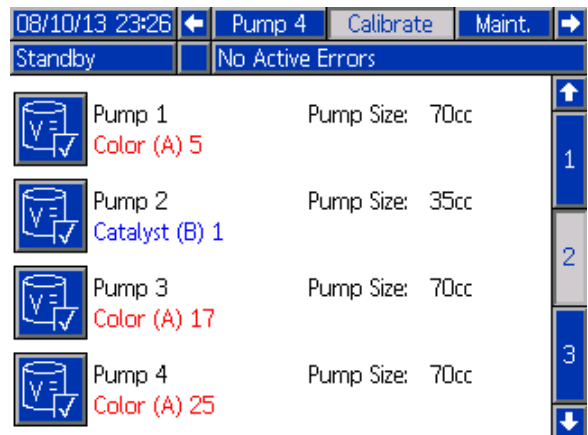 08/10/13 23:26 Pump 4 Calibrate Maint.
Standby No Active Errors
Pump 1 Pump Size: 70cc
Color (A) 5
1
Pump 2 Pump Size: 35cc
Catalyst (B) 1
2
Pump 3 Pump Size: 70cc
Color (A) 17
3
Pump 4 Pump Size: 70cc
Color (A) 25